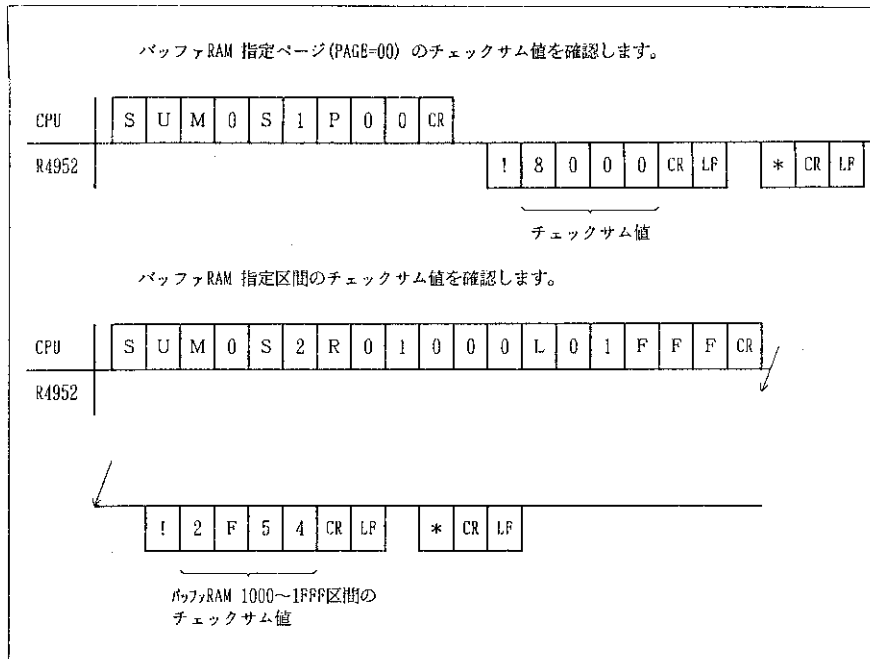 バッファRAM 指定ページ(PAGE=00) のチェックサム値を確認します。
CPU S U M 0 S 1 P 0 0 CR
R4952 ! 8 0 0 0 CR LF * CR LF
チェックサム値
バッファRAM 指定区間のチェックサム値を確認します。
CPU S U M 0 S 2 R 0 1 0 0 0 L 0 1 F F F CR
R4952
! 2 F 5 4 CR LF * CR LF
バッファRAM 1000～1FFF区間の
チェックサム値